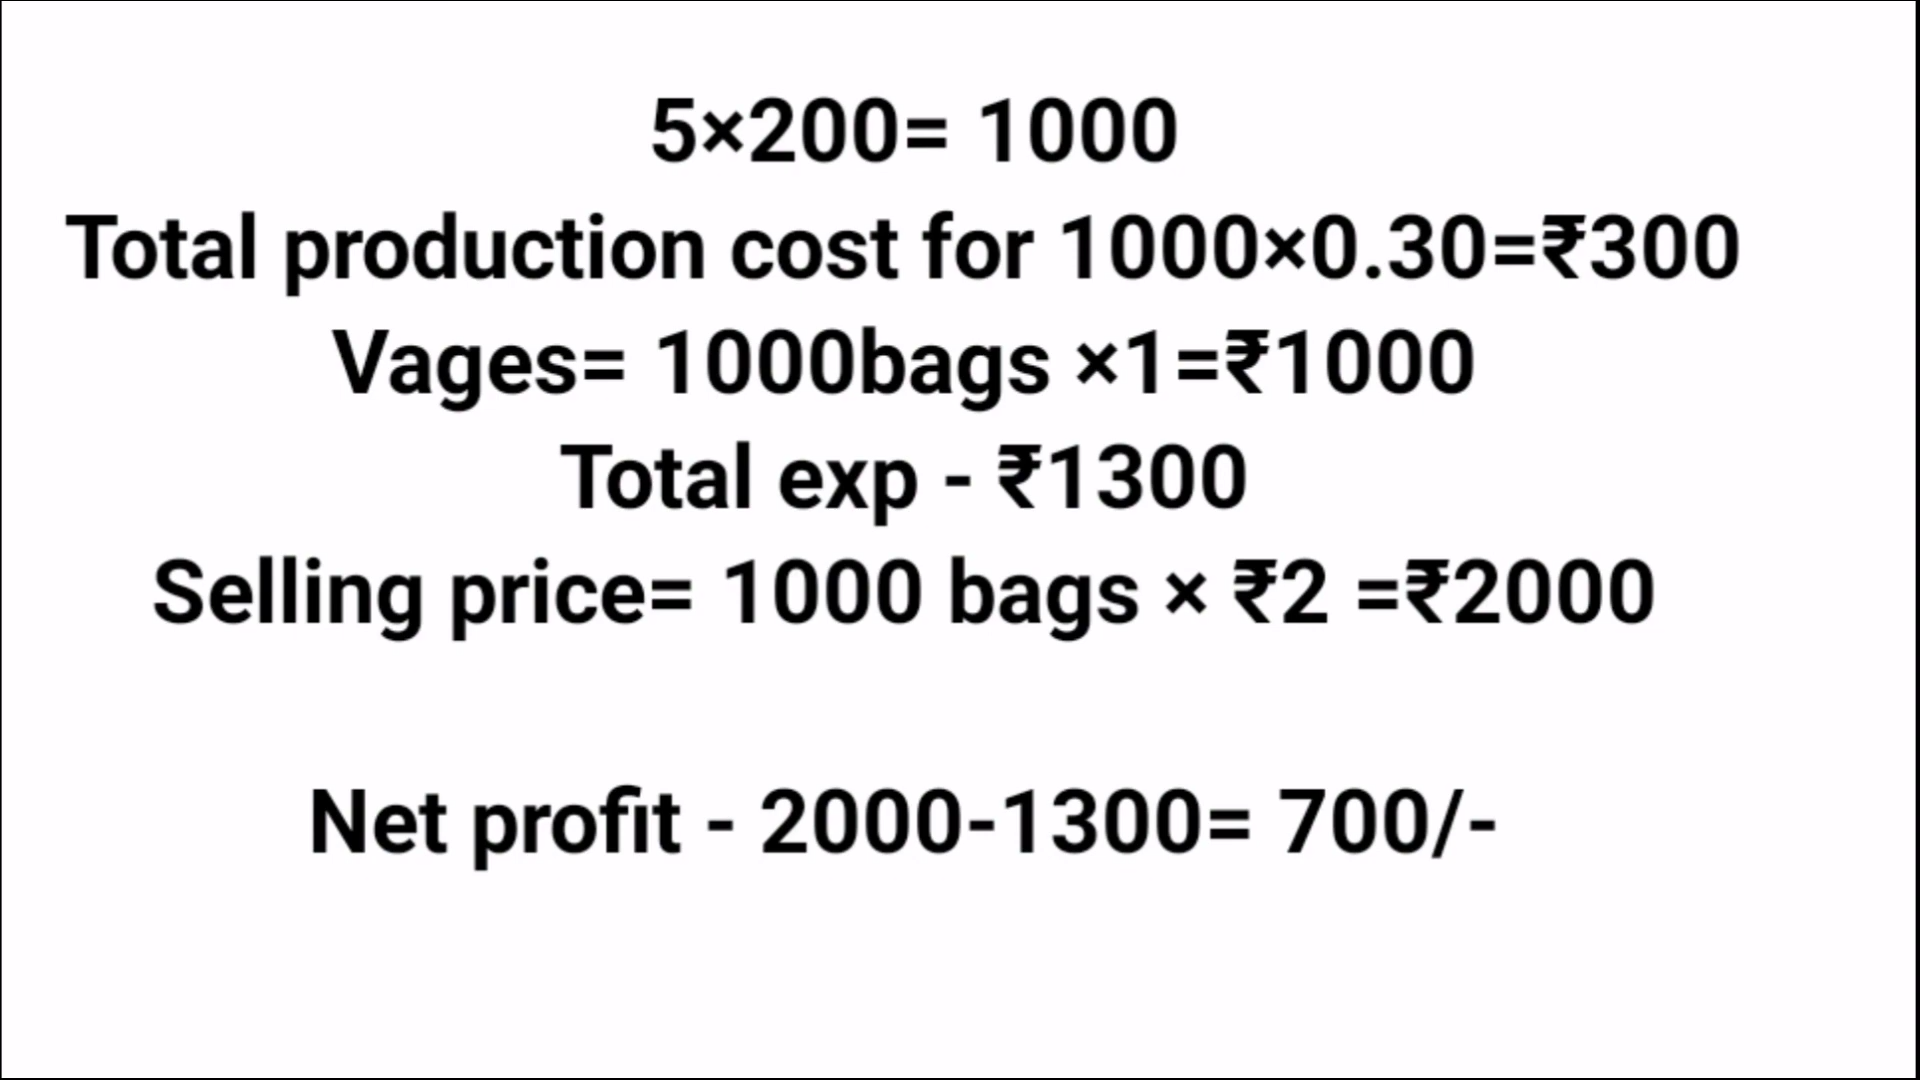 5×200= 1000
Total production cost for 1000×0.30=₹300
Vages= 1000bags ×1=₹1000
Total exp - ₹1300
Selling price= 1000 bags × ₹2 =₹2000
Net profit - 2000-1300= 700/-